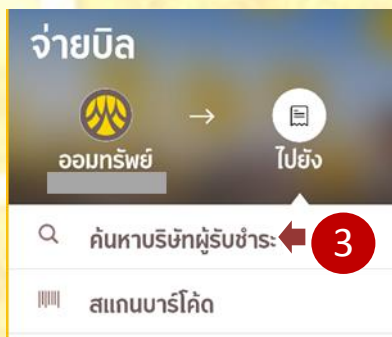 จ่ายบิล
ออมทรัพย์
ไปยัง
ค้นหาบริษัทผู้รับชำระ 3
สแกนบาร์โค้ด